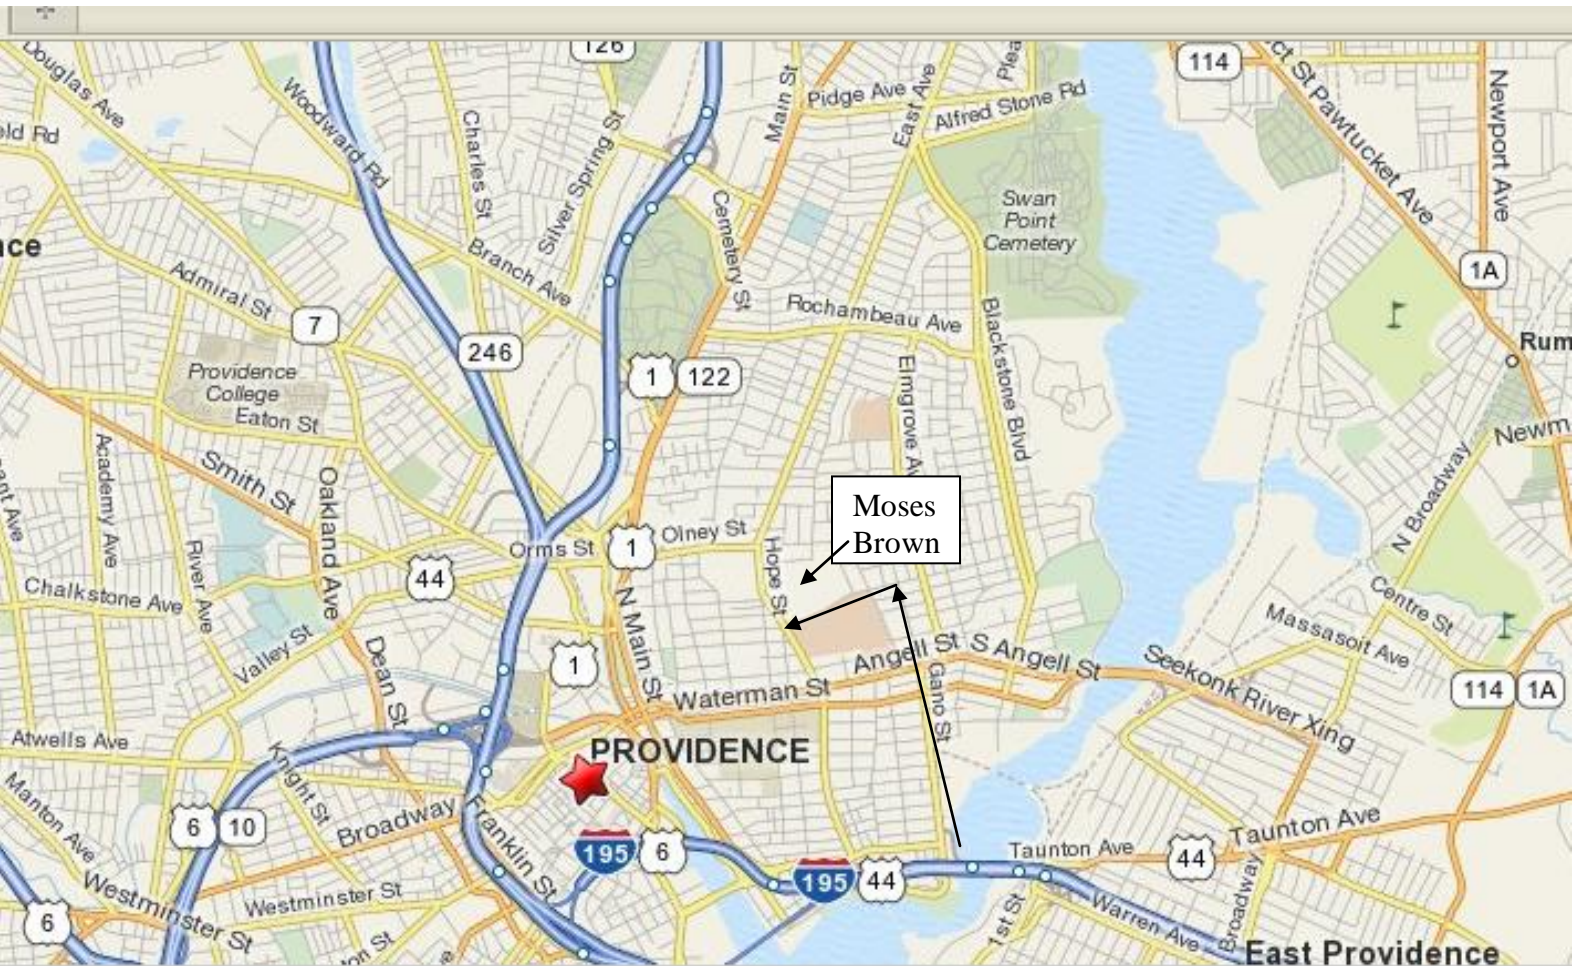 126
114
Douglas Ave
Woodward Rd
Charles St
Silver Spring St
Main St
Pidge Ave
East Ave
Alfred Stone Rd
Pawtucket Ave
Newport Ave
Cemetery St
Swan
Point
Cemetery
1A
Branch Ave
Admiral St
7
246
Rochambeau Ave
Blackstone Blvd
Providence
College
1
122
Elmgrove
Eaton St
Academy Ave
Smith St
Oakland Ave
N Broadway
Moses
Brown
Orms St
1
Olney St
Hope St
44
Chalkstone Ave
River Ave
Valley St
Dean St
N Main St
1
Centre St
Massasoit Ave
Angell St
S Angell St
Seekonk River Xing
114
1A
Waterman St
Gano St
Atwells Ave
Knight St
PROVIDENCE
Manton Ave
6
10
Broadway
Franklin St
195
6
195
44
Taunton Ave
44
Taunton Ave
Westminster St
Westminster St
6
1st St
Warren Ave
Broadway
East Providence